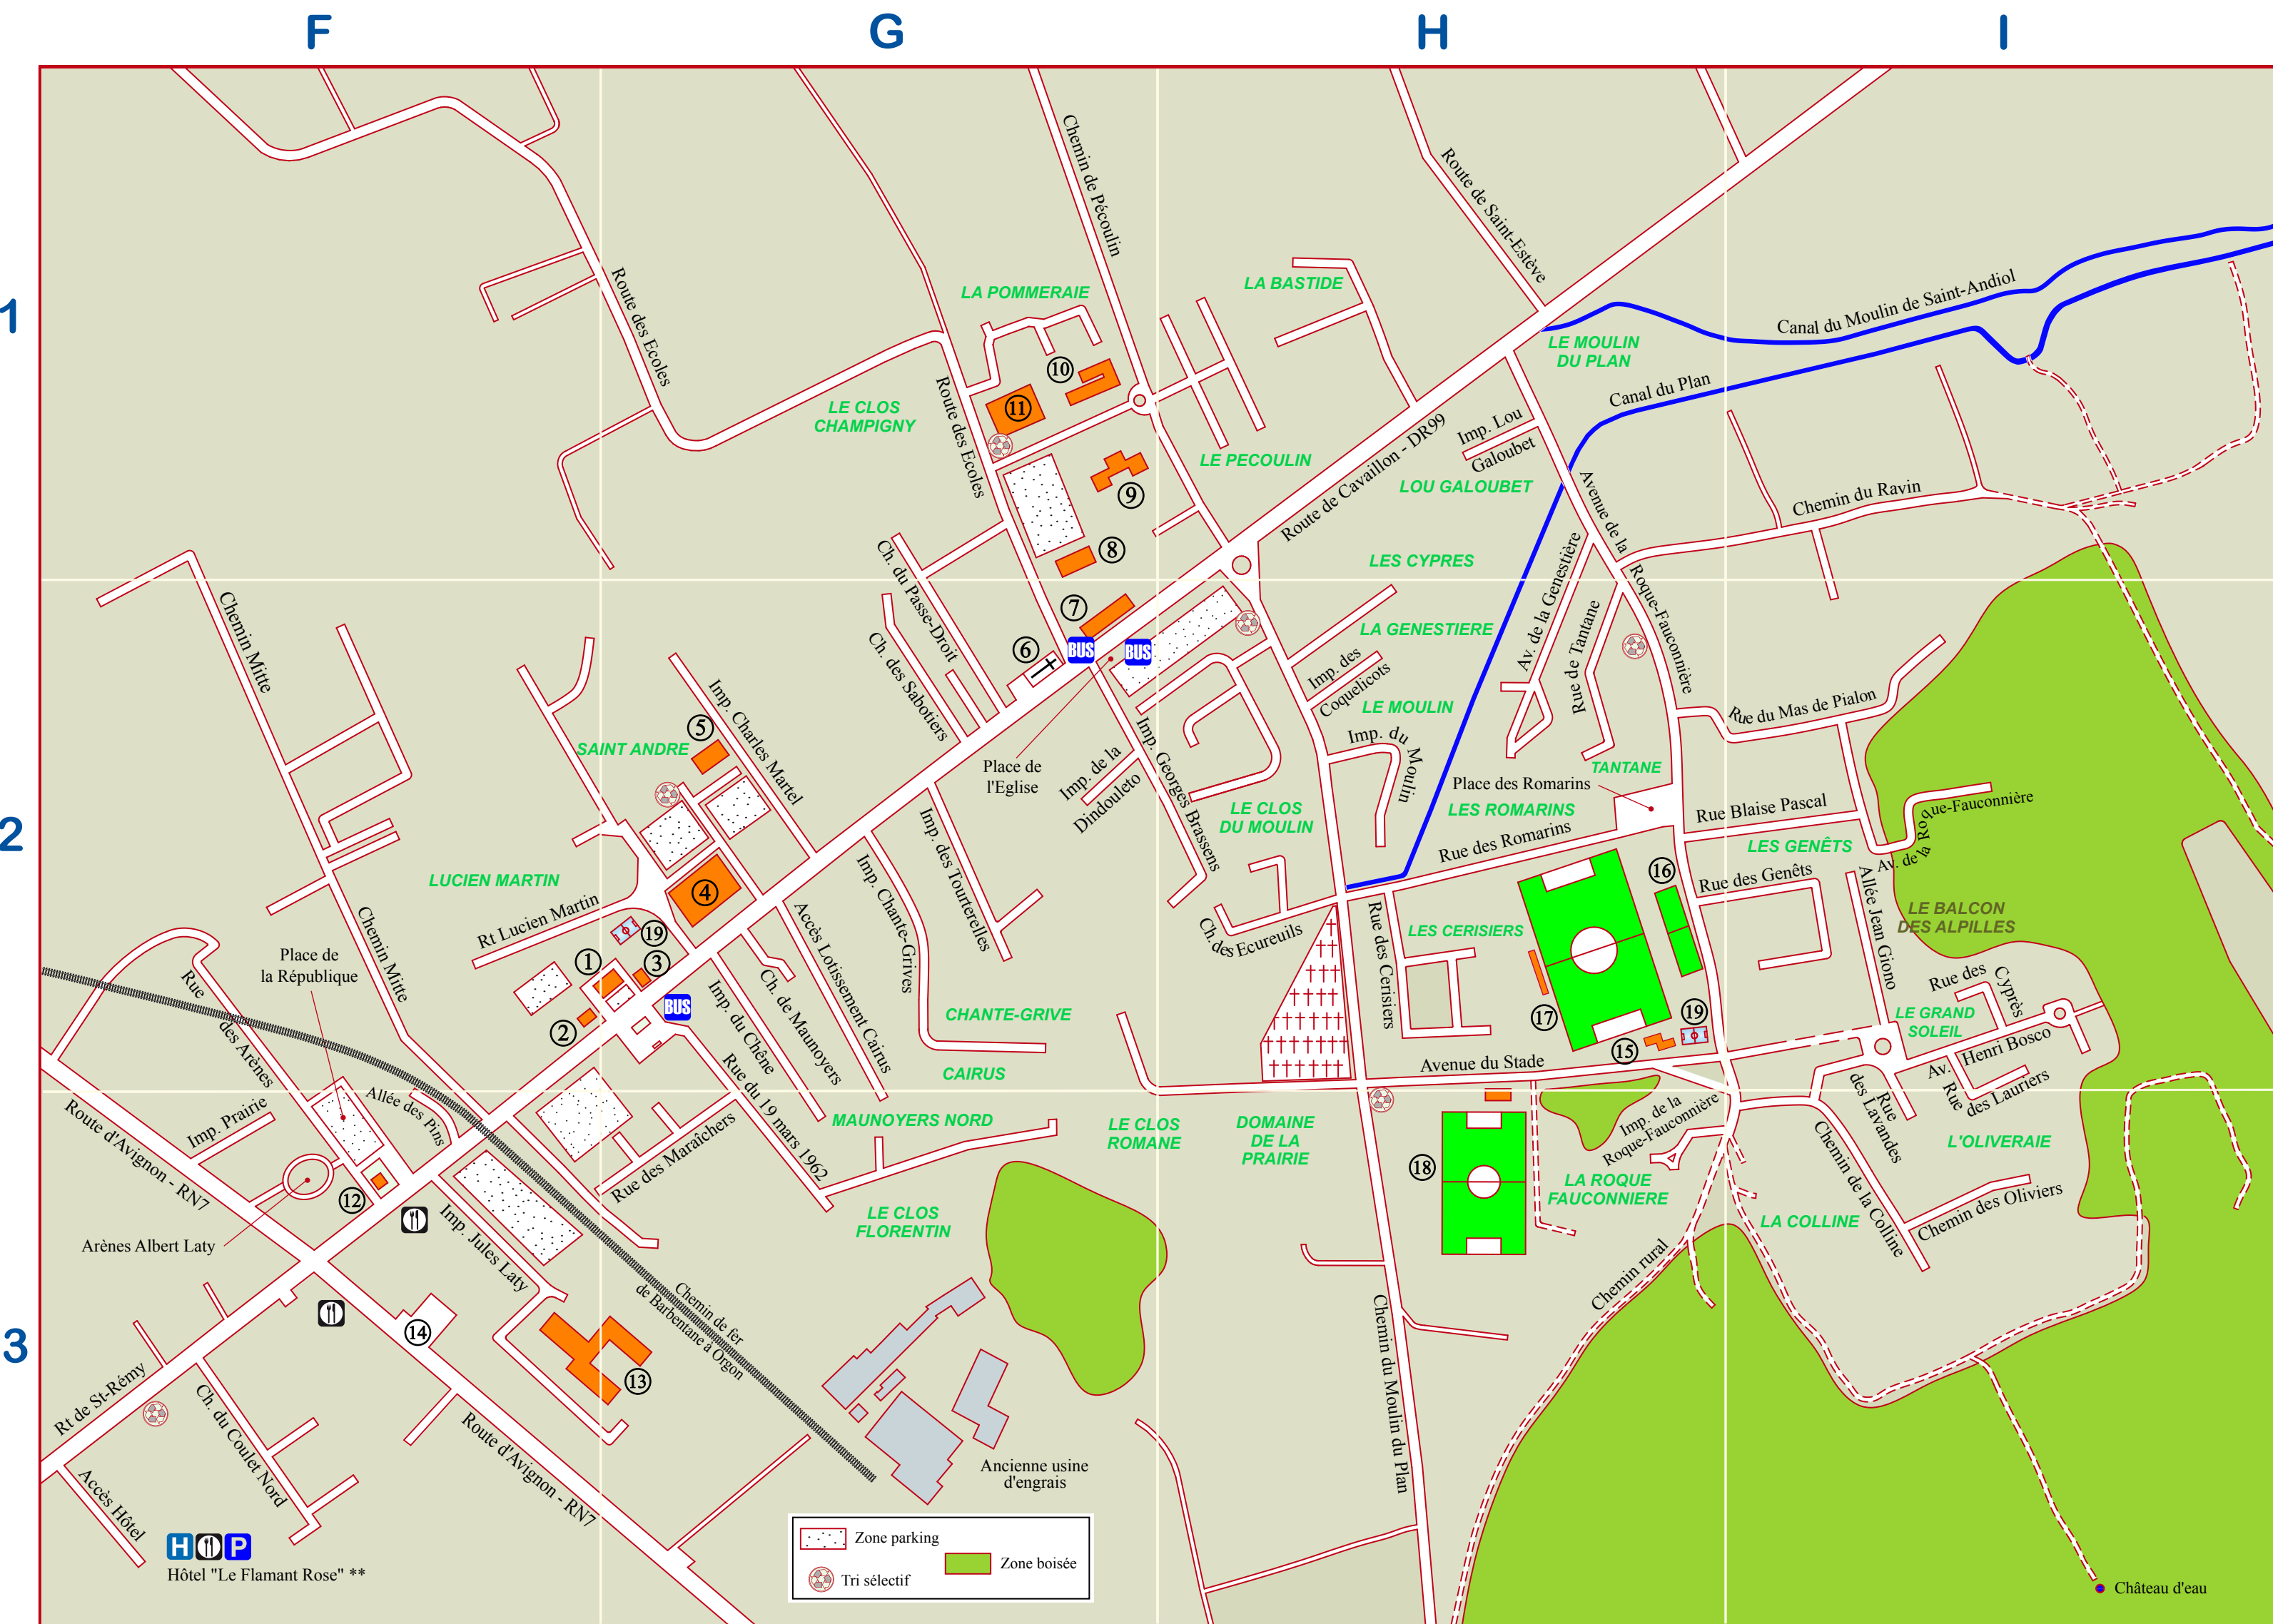 F
G
H
I
1
2
3
Chemin de Pécoulin
Route de Saint-Estève
Route des Ecoles
LA POMMERAIE
LA BASTIDE
Canal du Moulin de Saint-Andiol
LE MOULIN
DU PLAN
Canal du Plan
10
11
LE CLOS
CHAMPIGNY
Route des Ecoles
Imp. Lou
Galoubet
LE PECOULIN
Route de Cavaillon - DR99
LOU GALOUBET
9
Chemin du Ravin
Avenue de la
Roque-Fauconnière
8
Ch. du Passe-Droit
LES CYPRES
Av. de la Genestière
Chemin Mitte
7
LA GENESTIERE
Rue de Tantane
6
BUS
BUS
Ch. des Sabotiers
Imp. des
Coquelicots
LE MOULIN
Imp. Charles Martel
5
SAINT ANDRE
Rue du Mas de Pialon
Imp. du Moulin
Place de
l'Eglise
Imp. de la
Dindouleto
Imp. Georges Brassens
TANTANE
Place des Romarins
LES ROMARINS
LE CLOS
DU MOULIN
Rue Blaise Pascal
Av. de la Roque-Fauconnière
Rue des Romarins
LES GENÊTS
Imp. des Tourterelles
Imp. Chante-Grives
LUCIEN MARTIN
4
16
Rue des Genêts
Allée Jean Giono
Chemin Mitte
Rt Lucien Martin
Accès Lotissement Cairus
Ch. des Ecureuils
Rue des Cerisiers
LES CERISIERS
LE BALCON
DES ALPILLES
19
Place de
la République
1
3
Rue
des Arènes
Ch. de Maunoyers
Imp. du Chêne
Rue des
Cyprès
BUS
2
CHANTE-GRIVE
17
19
LE GRAND
SOLEIL
15
Avenue du Stade
Av. Henri Bosco
CAIRUS
Rue du 19 mars 1962
Rue
des Lauriers
Rue
des Lavandes
Allée des Pins
Imp. Prairie
Route d'Avignon - RN7
MAUNOYERS NORD
LE CLOS
ROMANE
DOMAINE
DE LA
PRAIRIE
Imp. de la
Roque-Fauconnière
L'OLIVERAIE
Rue des Maraîchers
18
LA ROQUE
FAUCONNIERE
Chemin de la Colline
12
LE CLOS
FLORENTIN
LA COLLINE
Chemin des Oliviers
Arènes Albert Laty
Imp. Jules Laty
Chemin rural
Chemin de fer
de Barbentane à Orgon
14
13
Chemin du Moulin du Plan
Rt de St-Rémy
Ch. du Coulet Nord
Route d'Avignon - RN7
Accès Hôtel
Ancienne usine
d'engrais
H P
Hôtel "Le Flamant Rose" **
Zone parking
Zone boisée
Tri sélectif
Château d'eau